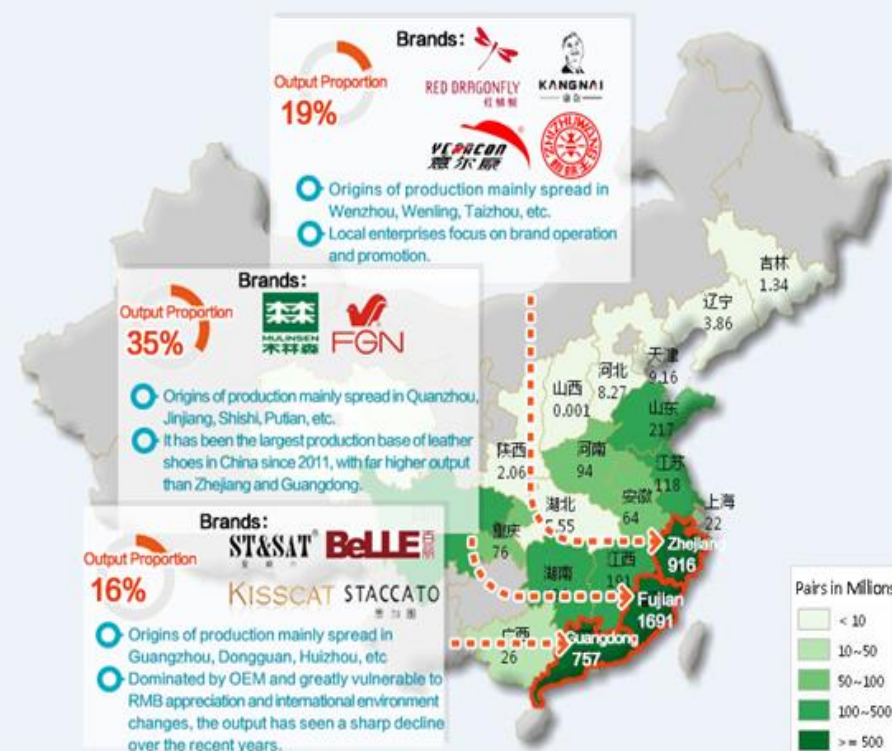 Output Proportion
19%
Brands:
RED DRAGONFLY
红蜻蜓
KANGNAI
康奈
YEARCON
意尔康
ZHIZHUWANG
Origins of production mainly spread in
Wenzhou, Wenling, Taizhou, etc.
Local enterprises focus on brand operation
and promotion.
Output Proportion
35%
Brands:
MULINSEN
木林森
FGN
Origins of production mainly spread in Quanzhou,
Jinjiang, Shishi, Putian, etc.
It has been the largest production base of leather
shoes in China since 2011, with far higher output
than Zhejiang and Guangdong.
Output Proportion
16%
Brands:
ST&SAT
BeLLE
百丽
KISSCAT
STACCATO
思加图
Origins of production mainly spread in
Guangzhou, Dongguan, Huizhou, etc
Dominated by OEM and greatly vulnerable to
RMB appreciation and international environment
changes, the output has seen a sharp decline
over the recent years.
吉林
1.34
辽宁
3.86
天津
9.16
河北
8.27
山西
0.001
山东
217
陕西
2.06
河南
94
江苏
118
安徽
64
上海
22
湖北
5.55
重庆
76
湖南
江西
Zhejiang
916
Fujian
1691
Guangdong
757
广西
26
Pairs in Millions
< 10
10~50
50~100
100~500
>= 500